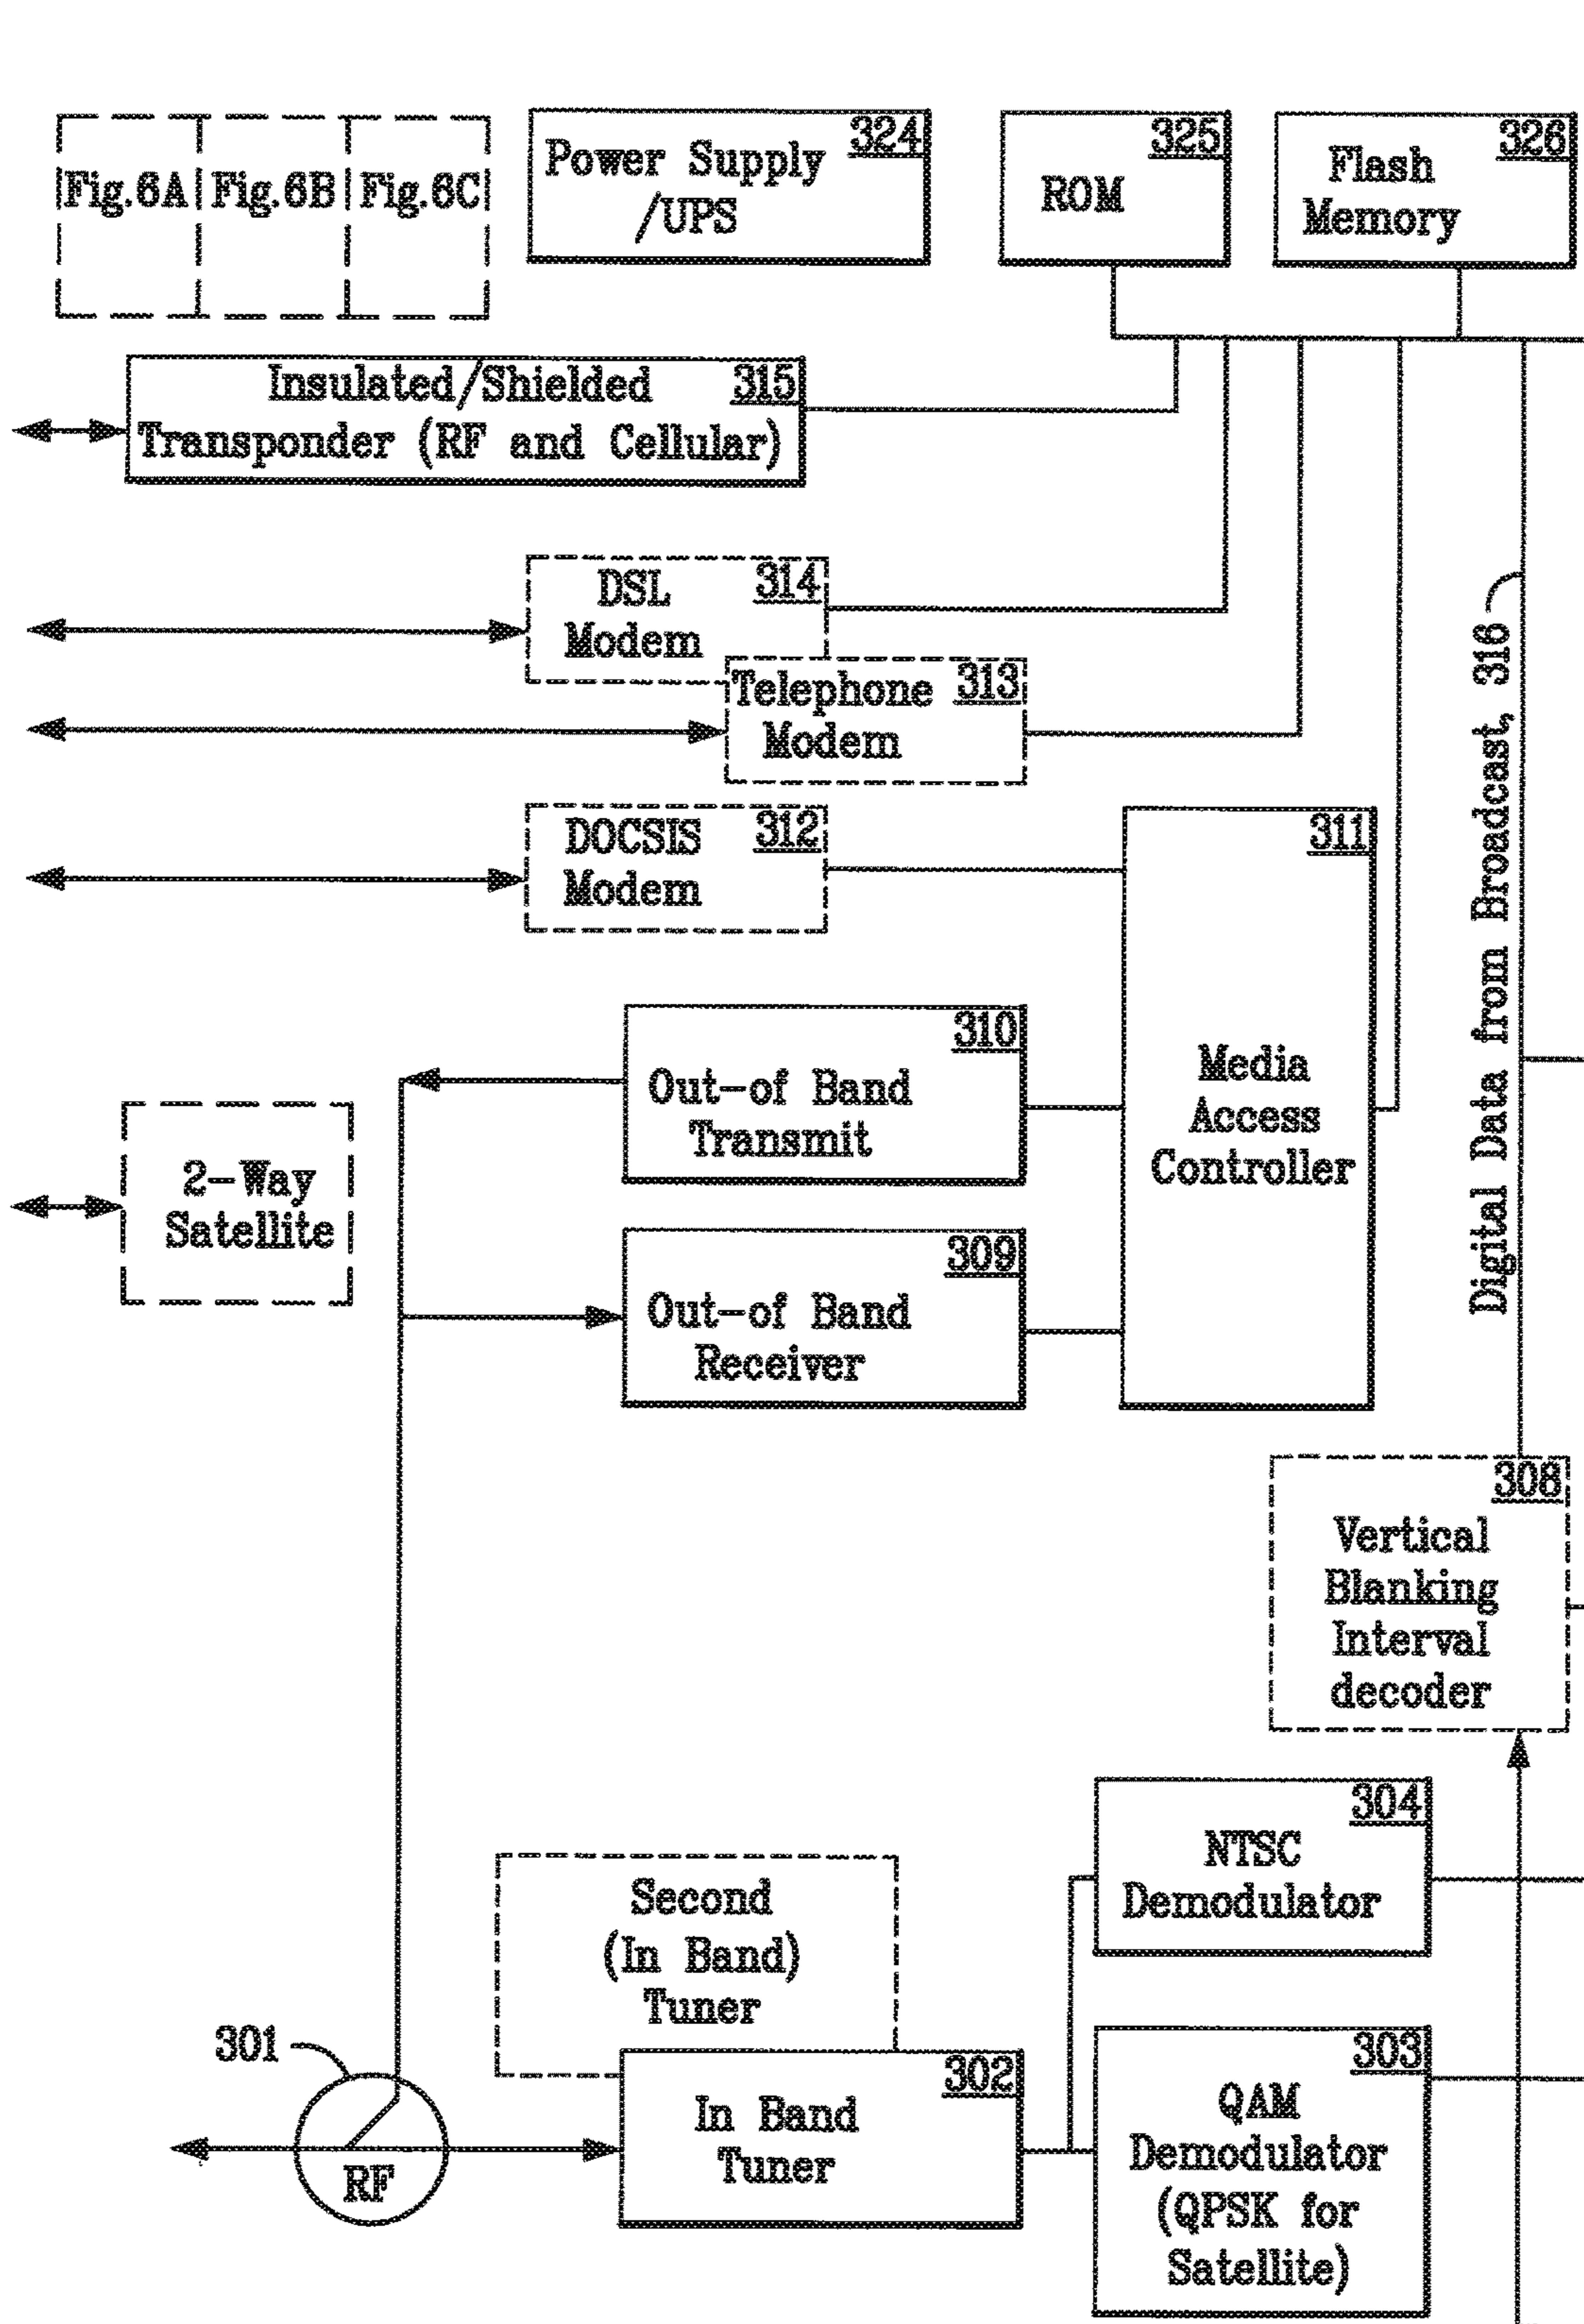 Fig.6A Fig.6B Fig.6C
324
Power Supply
/UPS
325
ROM
326
Flash
Memory
Insulated/Shielded 315
Transponder (RF and Cellular)
DSL 314
Modem
Telephone 313
Modem
DOCSIS 312
Modem
311
Media
Access
Controller
Digital Data from Broadcast, 316
310
Out-of Band
Transmit
2-Way
Satellite
309
Out-of Band
Receiver
308
Vertical
Blanking
Interval
decoder
304
NTSC
Demodulator
Second
(In Band)
Tuner
301
RF
302
In Band
Tuner
303
QAM
Demodulator
(QPSK for
Satellite)